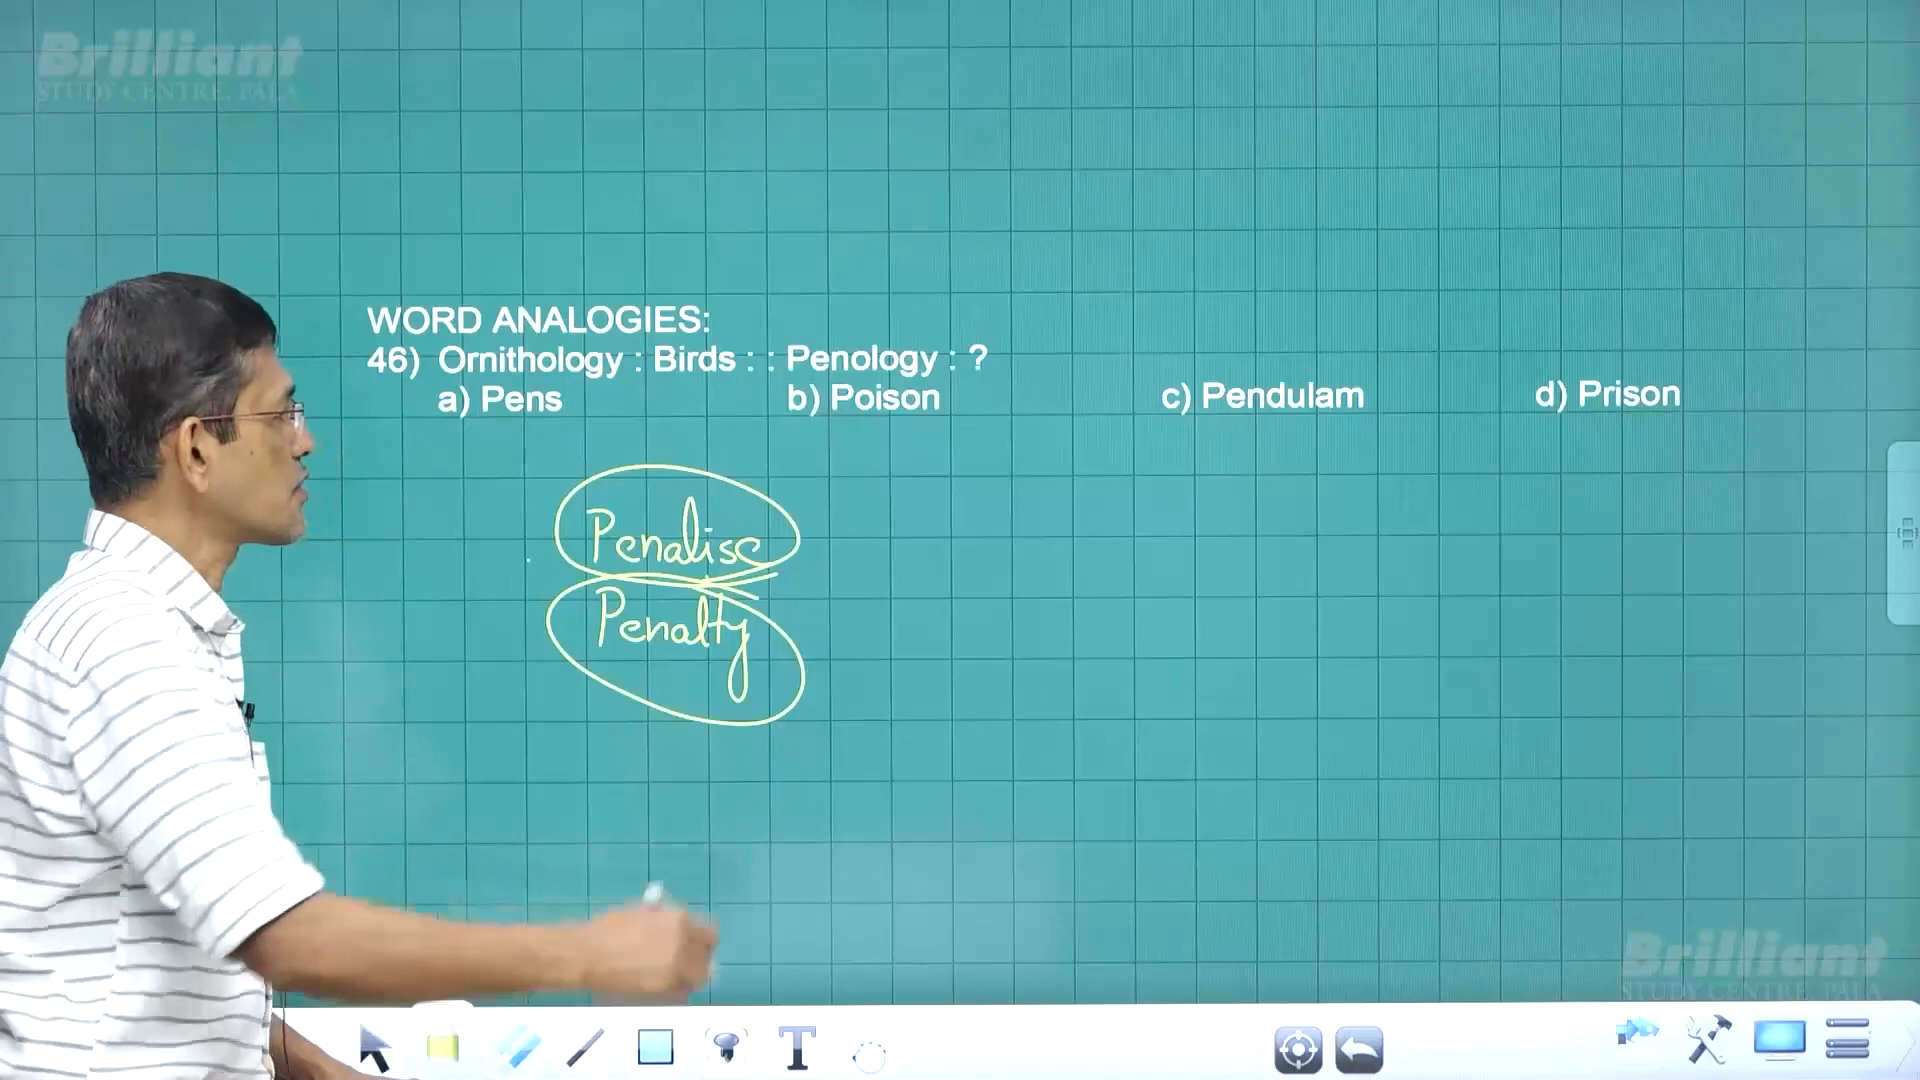 Brilliant
STUDY CENTRE, PALA
WORD ANALOGIES:
46) Ornithology : Birds : : Penology : ?
a) Pens b) Poison c) Pendulam d) Prison
Penalise
Penalty
T
Brilliant
STUDY CENTRE, PALA